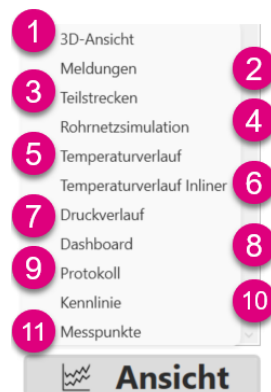 1 3D-Ansicht
Meldungen 2
3 Teilstrecken
Rohrnetzsimulation 4
5 Temperaturverlauf
Temperaturverlauf Inliner 6
7 Druckverlauf
Dashboard 8
9 Protokoll
Kennlinie 10
11 Messpunkte
Ansicht